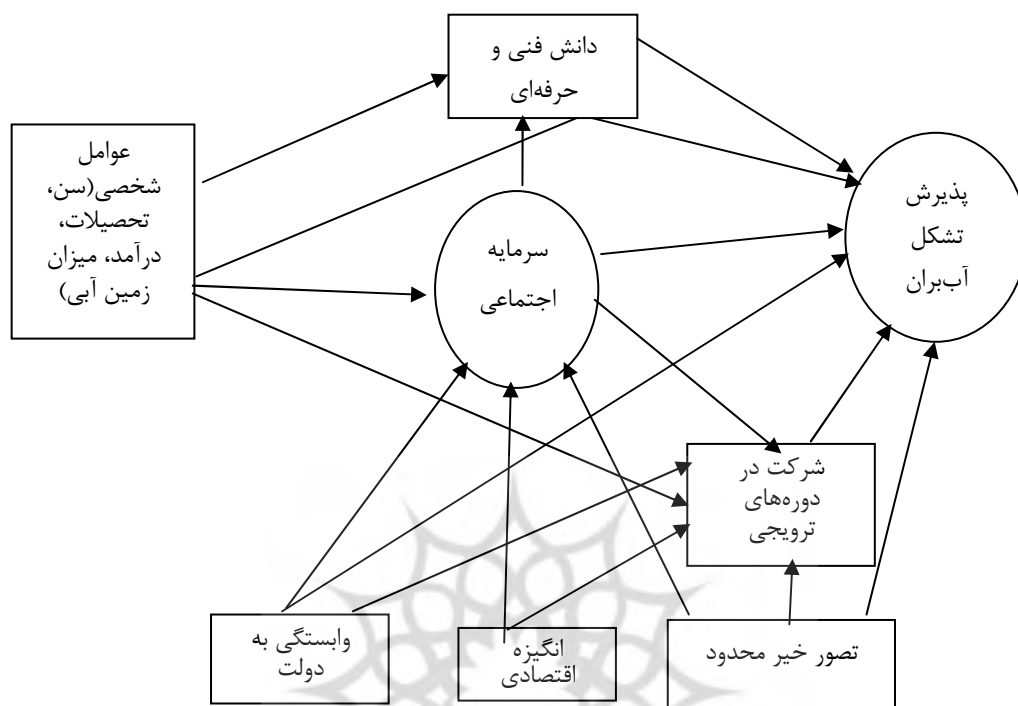 دانش فنی و
حرفه‌ای
عوامل
شخصی(سن،
تحصیلات،
درآمد، میزان
زمین آبی)
پذیرش
تشکل
آب‌بران
سرمایه
اجتماعی
شرکت در
دوره‌های
ترویجی
تصور خیر محدود
انگیزه
اقتصادی
وابستگی به
دولت